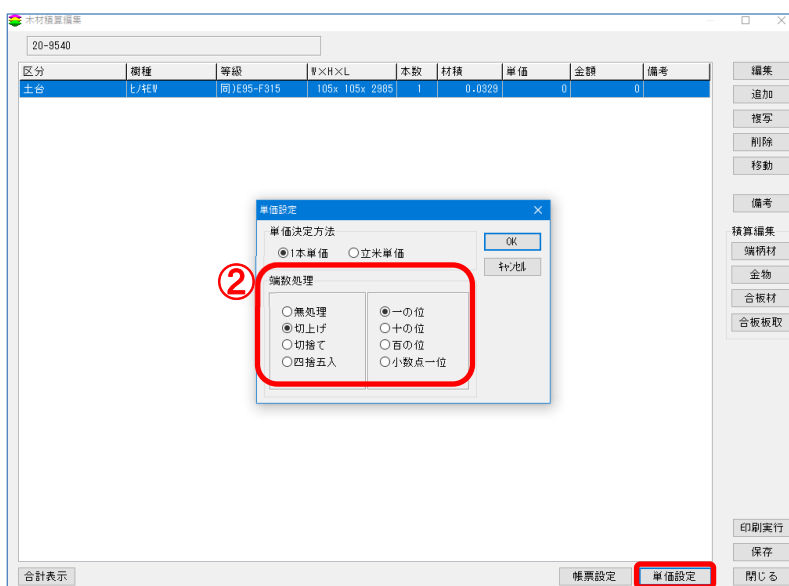 木材積算編集
20-9540
区分 樹種 等級 W×H×L 本数 材積 単価 金額 備考
土台 ﾋﾉｷEW 同)E95-F315 105x 105x 2985 1 0.0329 0 0
編集
追加
複写
削除
移動
備考
積算編集
端柄材
金物
合板材
合板板取
単価設定
単価決定方法
1本単価 立米単価
OK
ｷｬﾝｾﾙ
②
端数処理
無処理 一の位
切上げ 十の位
切捨て 百の位
四捨五入 小数点一位
印刷実行
保存
合計表示 帳票設定 単価設定 閉じる